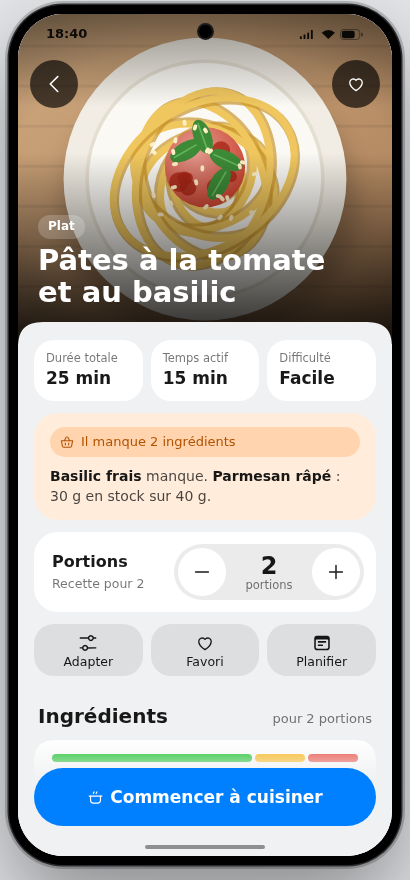 18:40
Plat
Pâtes à la tomate
et au basilic
Durée totale
25 min
Temps actif
15 min
Difficulté
Facile
Il manque 2 ingrédients
Basilic frais manque. Parmesan râpé :
30 g en stock sur 40 g.
Portions
Recette pour 2
2
portions
Adapter
Favori
Planifier
Ingrédients
pour 2 portions
Commencer à cuisiner